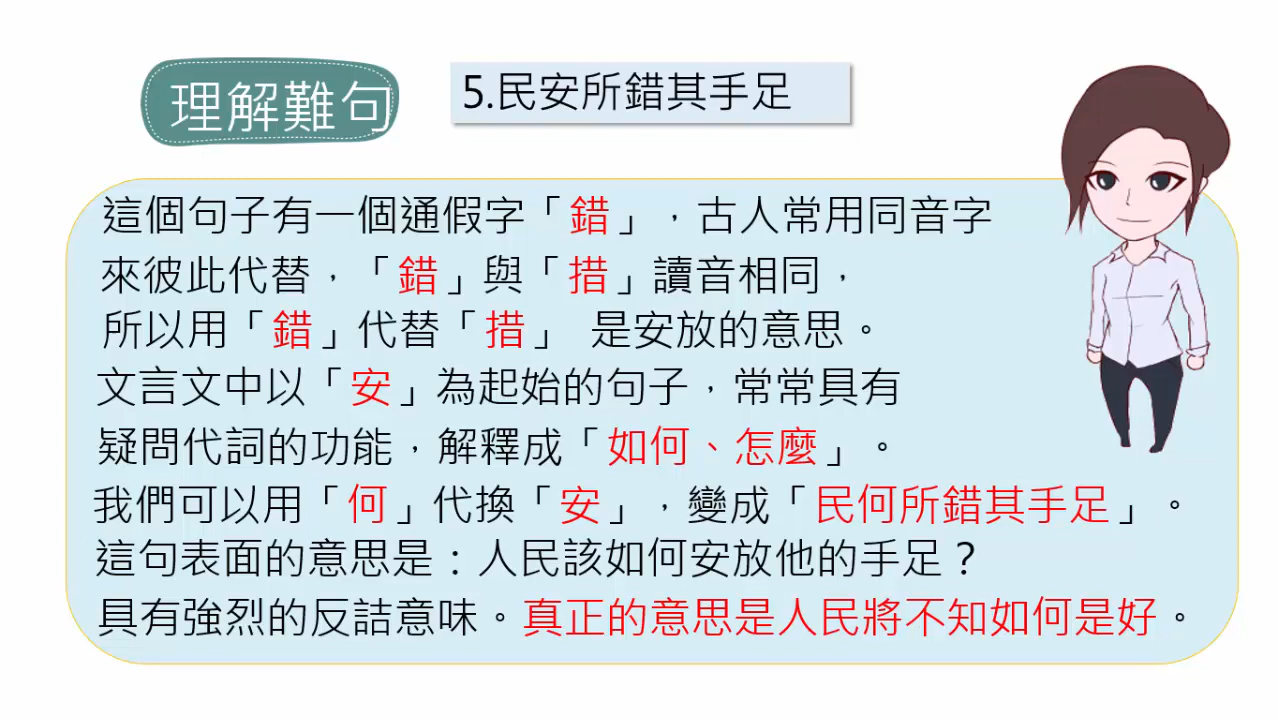 理解難句
5.民安所錯其手足
這個句子有一個通假字「錯」，古人常用同音字
來彼此代替，「錯」與「措」讀音相同，
所以用「錯」代替「措」 是安放的意思。
文言文中以「安」為起始的句子，常常具有
疑問代詞的功能，解釋成「如何、怎麼」。
我們可以用「何」代換「安」，變成「民何所錯其手足」。
這句表面的意思是：人民該如何安放他的手足？
具有強烈的反詰意味。真正的意思是人民將不知如何是好。